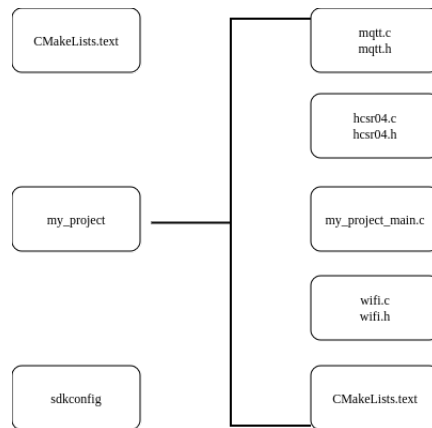 CMakeLists.text
my_project
sdkconfig
mqtt.c
mqtt.h
hcsr04.c
hcsr04.h
my_project_main.c
wifi.c
wifi.h
CMakeLists.text